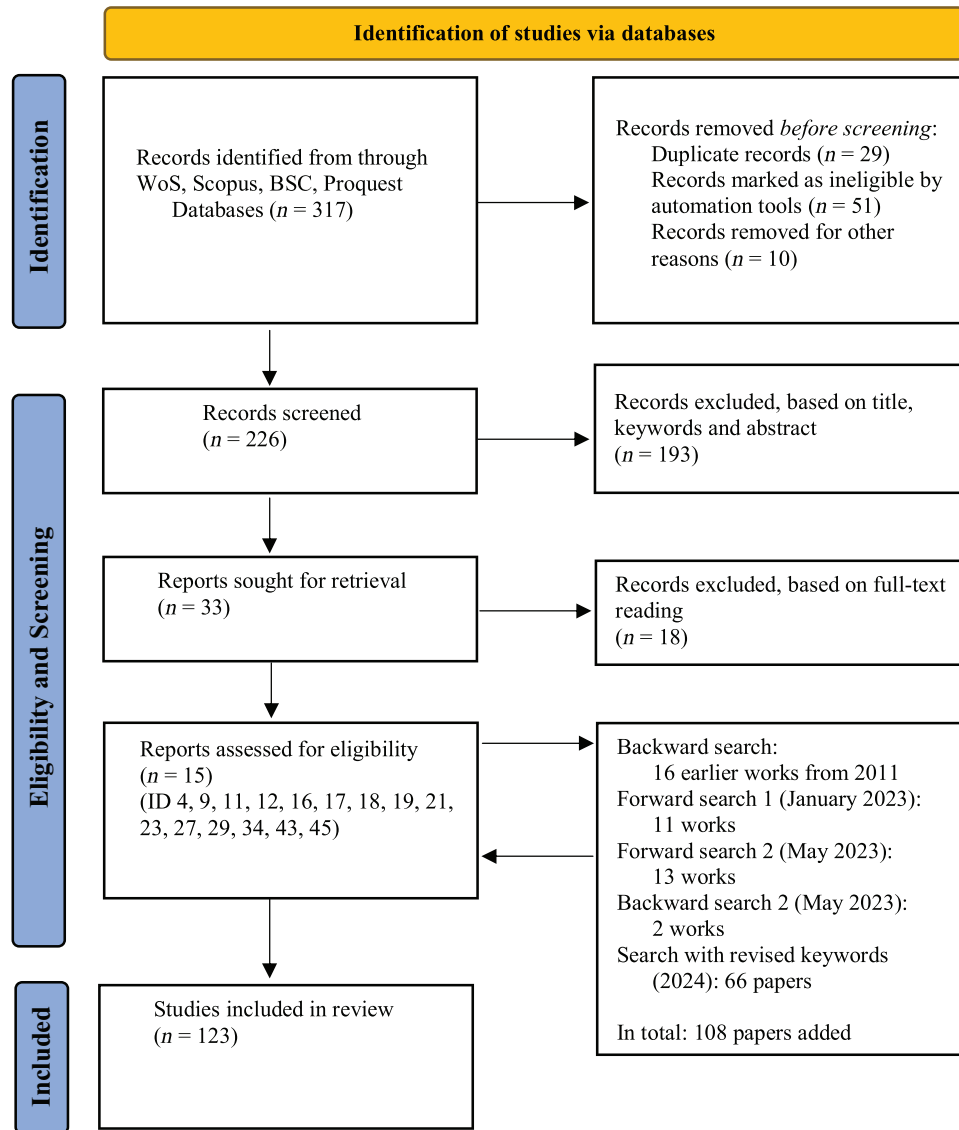 Identification of studies via databases
Identification
Records identified from through
WoS, Scopus, BSC, Proquest
Databases (n = 317)
Records removed before screening:
Duplicate records (n = 29)
Records marked as ineligible by
automation tools (n = 51)
Records removed for other
reasons (n = 10)
Eligibility and Screening
Records screened
(n = 226)
Records excluded, based on title,
keywords and abstract
(n = 193)
Reports sought for retrieval
(n = 33)
Records excluded, based on full-text
reading
(n = 18)
Reports assessed for eligibility
(n = 15)
(ID 4, 9, 11, 12, 16, 17, 18, 19, 21,
23, 27, 29, 34, 43, 45)
Backward search:
16 earlier works from 2011
Forward search 1 (January 2023):
11 works
Forward search 2 (May 2023):
13 works
Backward search 2 (May 2023):
2 works
Search with revised keywords
(2024): 66 papers
In total: 108 papers added
Included
Studies included in review
(n = 123)